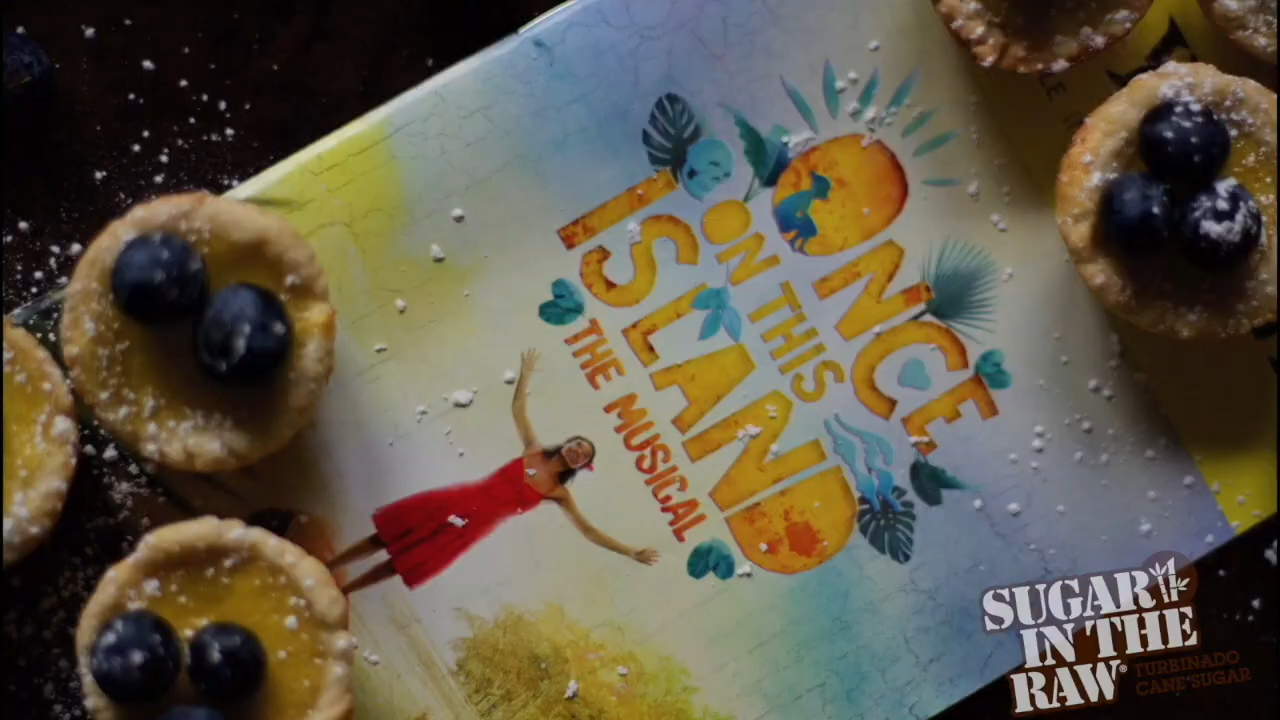 ONCE
ON THIS
ISLAND
THE MUSICAL
SUGAR
IN THE
RAW®
TURBINADO
CANE SUGAR